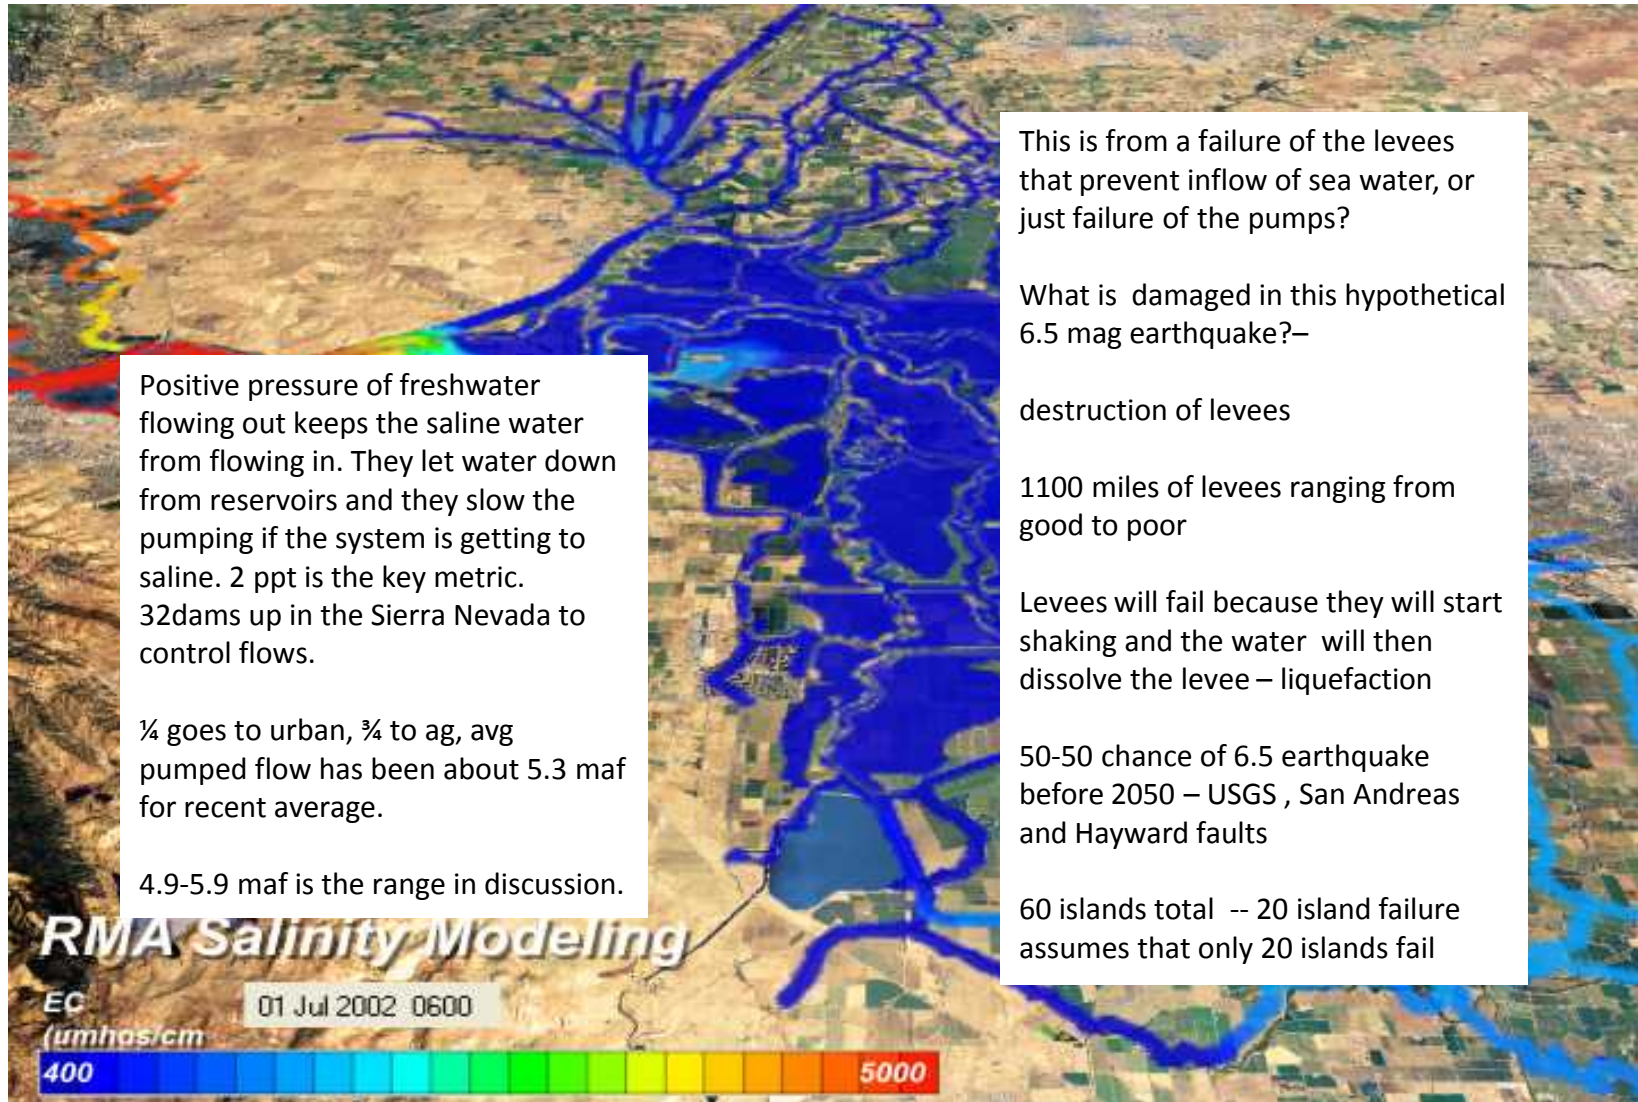 Positive pressure of freshwater
flowing out keeps the saline water
from flowing in. They let water down
from reservoirs and they slow the
pumping if the system is getting to
saline. 2 ppt is the key metric.
32dams up in the Sierra Nevada to
control flows.
¼ goes to urban, ¾ to ag, avg
pumped flow has been about 5.3 maf
for recent average.
4.9-5.9 maf is the range in discussion.
This is from a failure of the levees
that prevent inflow of sea water, or
just failure of the pumps?
What is damaged in this hypothetical
6.5 mag earthquake?–
destruction of levees
1100 miles of levees ranging from
good to poor
Levees will fail because they will start
shaking and the water will then
dissolve the levee – liquefaction
50-50 chance of 6.5 earthquake
before 2050 – USGS , San Andreas
and Hayward faults
60 islands total -- 20 island failure
assumes that only 20 islands fail
RMA Salinity Modeling
EC
(umhos/cm
01 Jul 2002 0600
400
5000